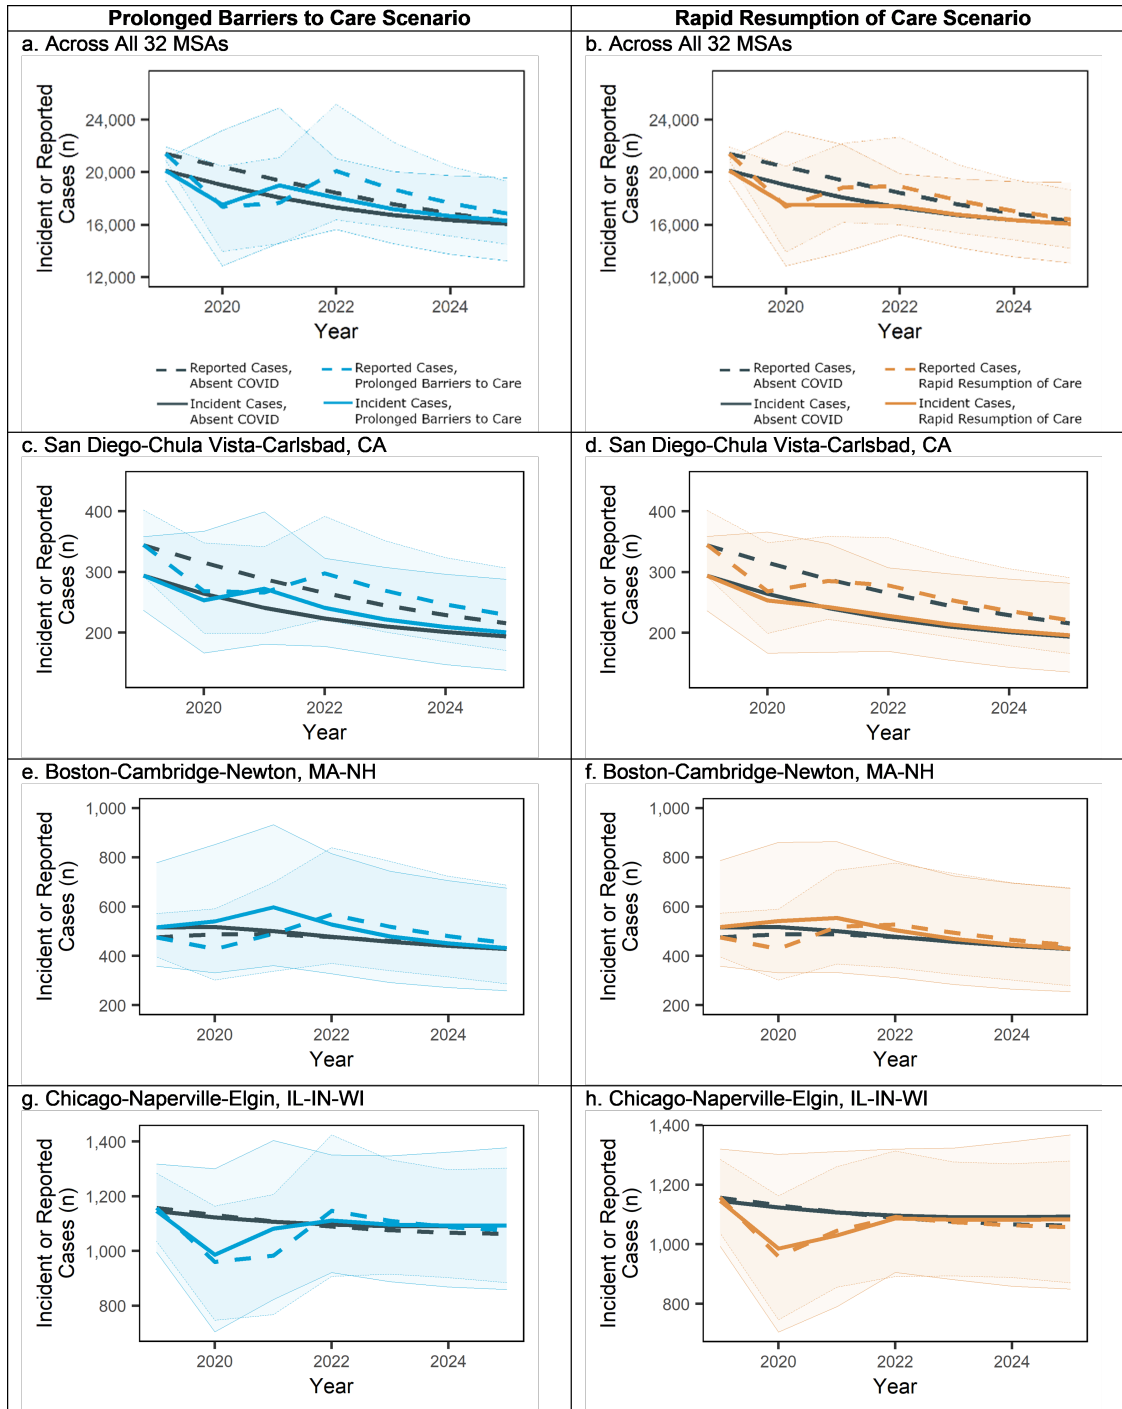 Prolonged Barriers to Care Scenario
Rapid Resumption of Care Scenario
a. Across All 32 MSAs
Incident or Reported
Cases (n)
24,000
20,000
16,000
12,000
2020
2022
2024
Year
Reported Cases,
Absent COVID
Reported Cases,
Prolonged Barriers to Care
Incident Cases,
Absent COVID
Incident Cases,
Prolonged Barriers to Care
b. Across All 32 MSAs
Incident or Reported
Cases (n)
24,000
20,000
16,000
12,000
2020
2022
2024
Year
Reported Cases,
Absent COVID
Reported Cases,
Rapid Resumption of Care
Incident Cases,
Absent COVID
Incident Cases,
Rapid Resumption of Care
c. San Diego-Chula Vista-Carlsbad, CA
Incident or Reported
Cases (n)
400
300
200
2020
2022
2024
Year
d. San Diego-Chula Vista-Carlsbad, CA
Incident or Reported
Cases (n)
400
300
200
2020
2022
2024
Year
e. Boston-Cambridge-Newton, MA-NH
Incident or Reported
Cases (n)
1,000
800
600
400
200
2020
2022
2024
Year
f. Boston-Cambridge-Newton, MA-NH
Incident or Reported
Cases (n)
1,000
800
600
400
200
2020
2022
2024
Year
g. Chicago-Naperville-Elgin, IL-IN-WI
Incident or Reported
Cases (n)
1,400
1,200
1,000
800
2020
2022
2024
Year
h. Chicago-Naperville-Elgin, IL-IN-WI
Incident or Reported
Cases (n)
1,400
1,200
1,000
800
2020
2022
2024
Year